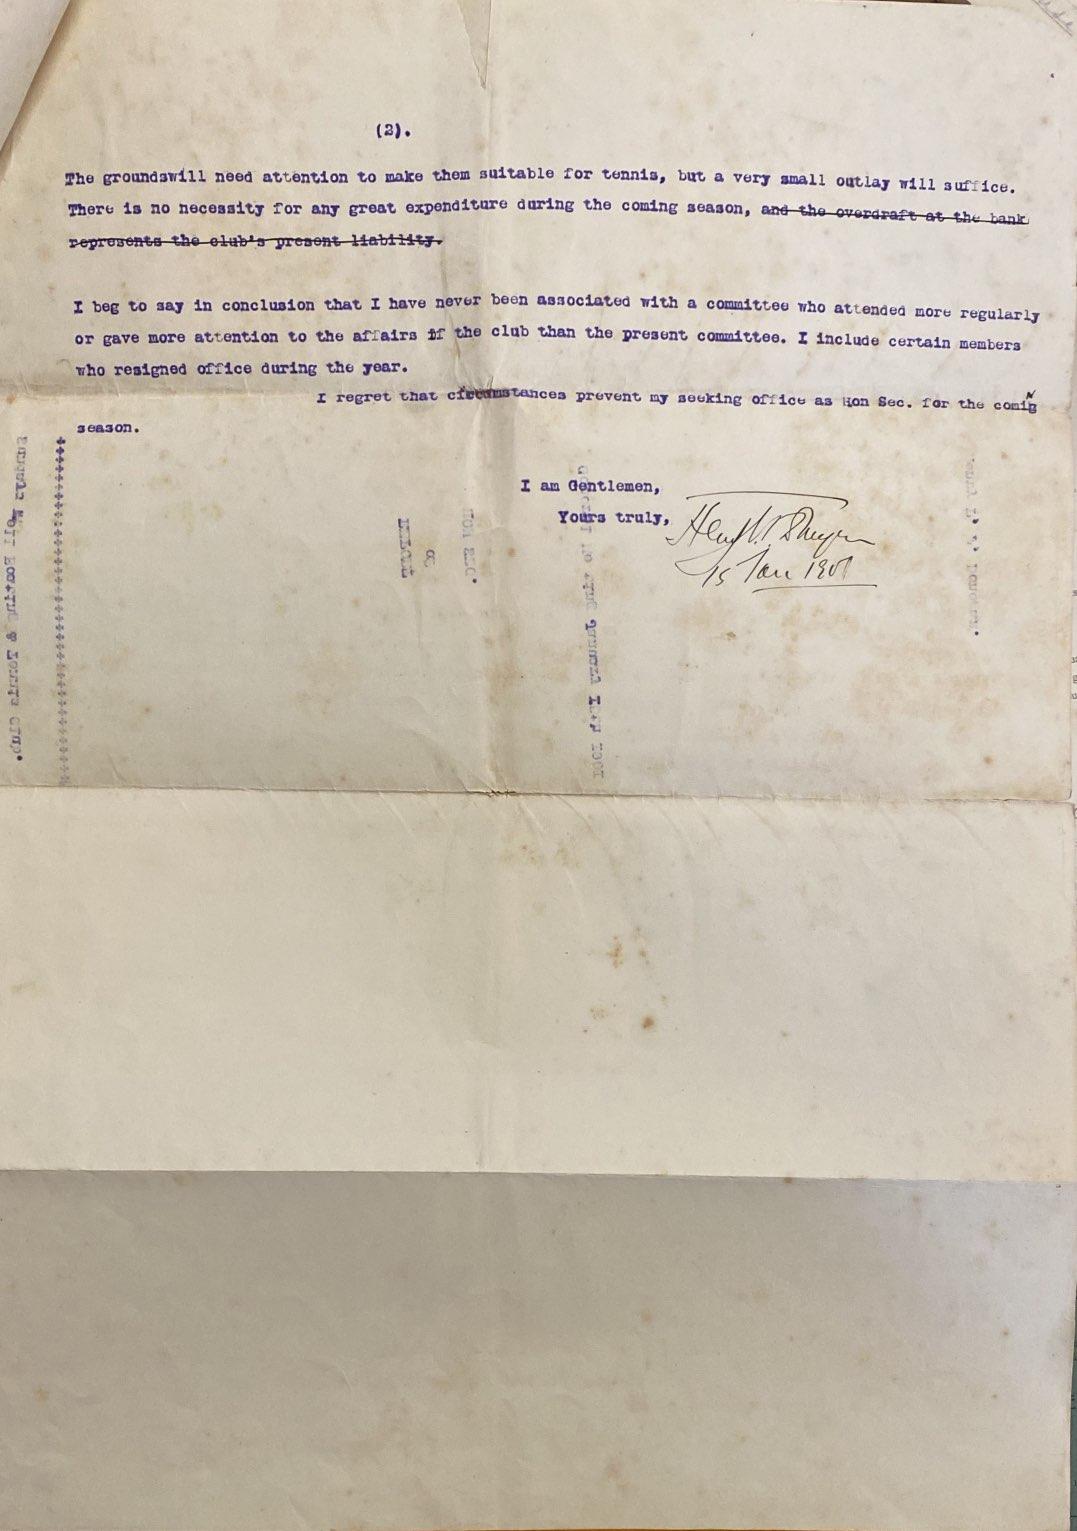 (2).
The groundswill need attention to make them suitable for tennis, but a very small outlay will suffice.
There is no necessity for any great expenditure during the coming season, and the overdraft at the bank
represents the club's present liability.
I beg to say in conclusion that I have never been associated with a committee who attended more regularly
or gave more attention to the affairs if the club than the present committee. I include certain members
who resigned office during the year.
I regret that circumstances prevent my seeking office as Hon Sec. for the coming
season.
I am Gentlemen,
Yours truly,
15 Jan 1901